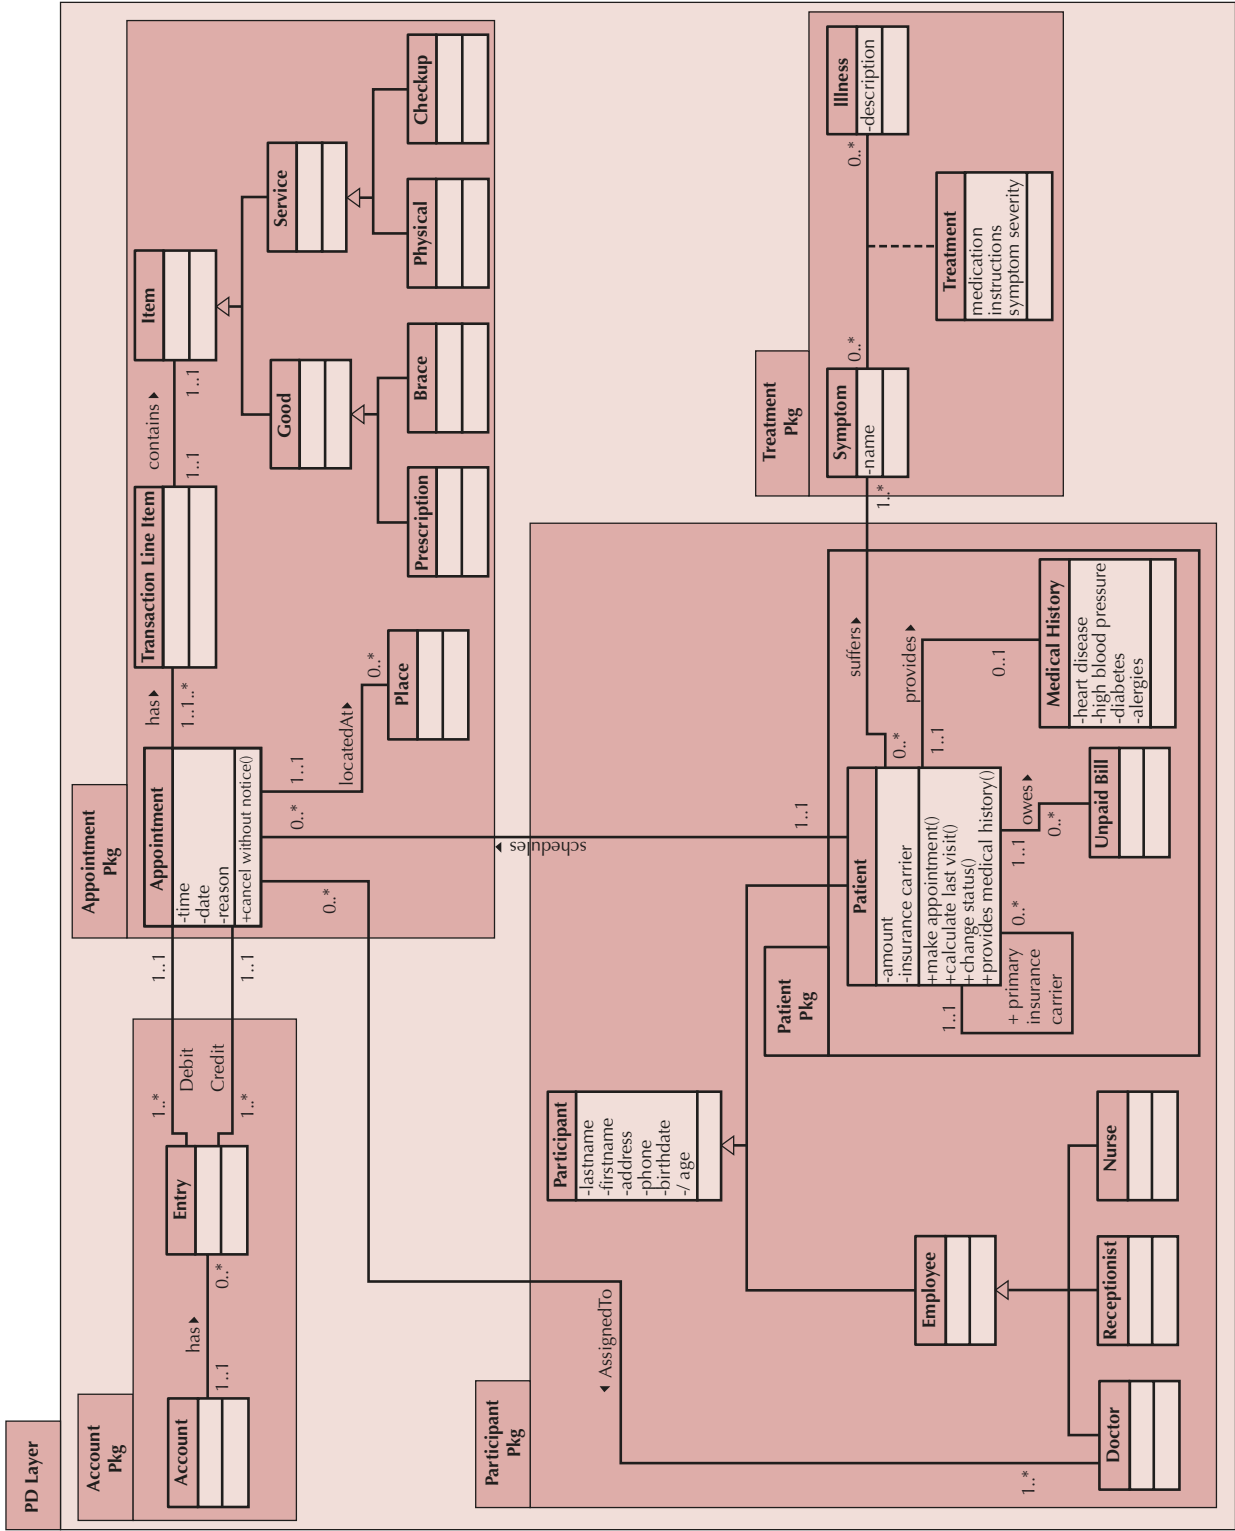 PD Layer
Account
Pkg
Account
1..1
has ▶
0..*
Entry
1..*
Debit
1..1
1..*
Credit
1..1
Appointment
Pkg
Appointment
-time
-date
-reason
+cancel without notice()
has ▶
1..1..*
Transaction Line Item
1..1
contains ▶
1..1
Item
Good
Service
Prescription
Brace
Physical
Checkup
1..1
locatedAt ▶
0..*
Place
0..*
schedules ▶
1..1
0..*
◀ AssignedTo
1..*
Participant
Pkg
Participant
-lastname
-firstname
-address
-phone
-birthdate
-/ age
Employee
Doctor
Receptionist
Nurse
Patient
Pkg
Patient
-amount
-insurance carrier
+make appointment()
+calculate last visit()
+change status()
+provides medical history()
1..1
+ primary
insurance
carrier
0..*
1..1
owes ▶
0..*
Unpaid Bill
1..1
provides ▶
0..1
Medical History
-heart disease
-high blood pressure
-diabetes
-alergies
0..*
suffers ▶
1..*
Treatment
Pkg
Symptom
-name
0..*
0..*
Illness
-description
Treatment
medication
instructions
symptom severity